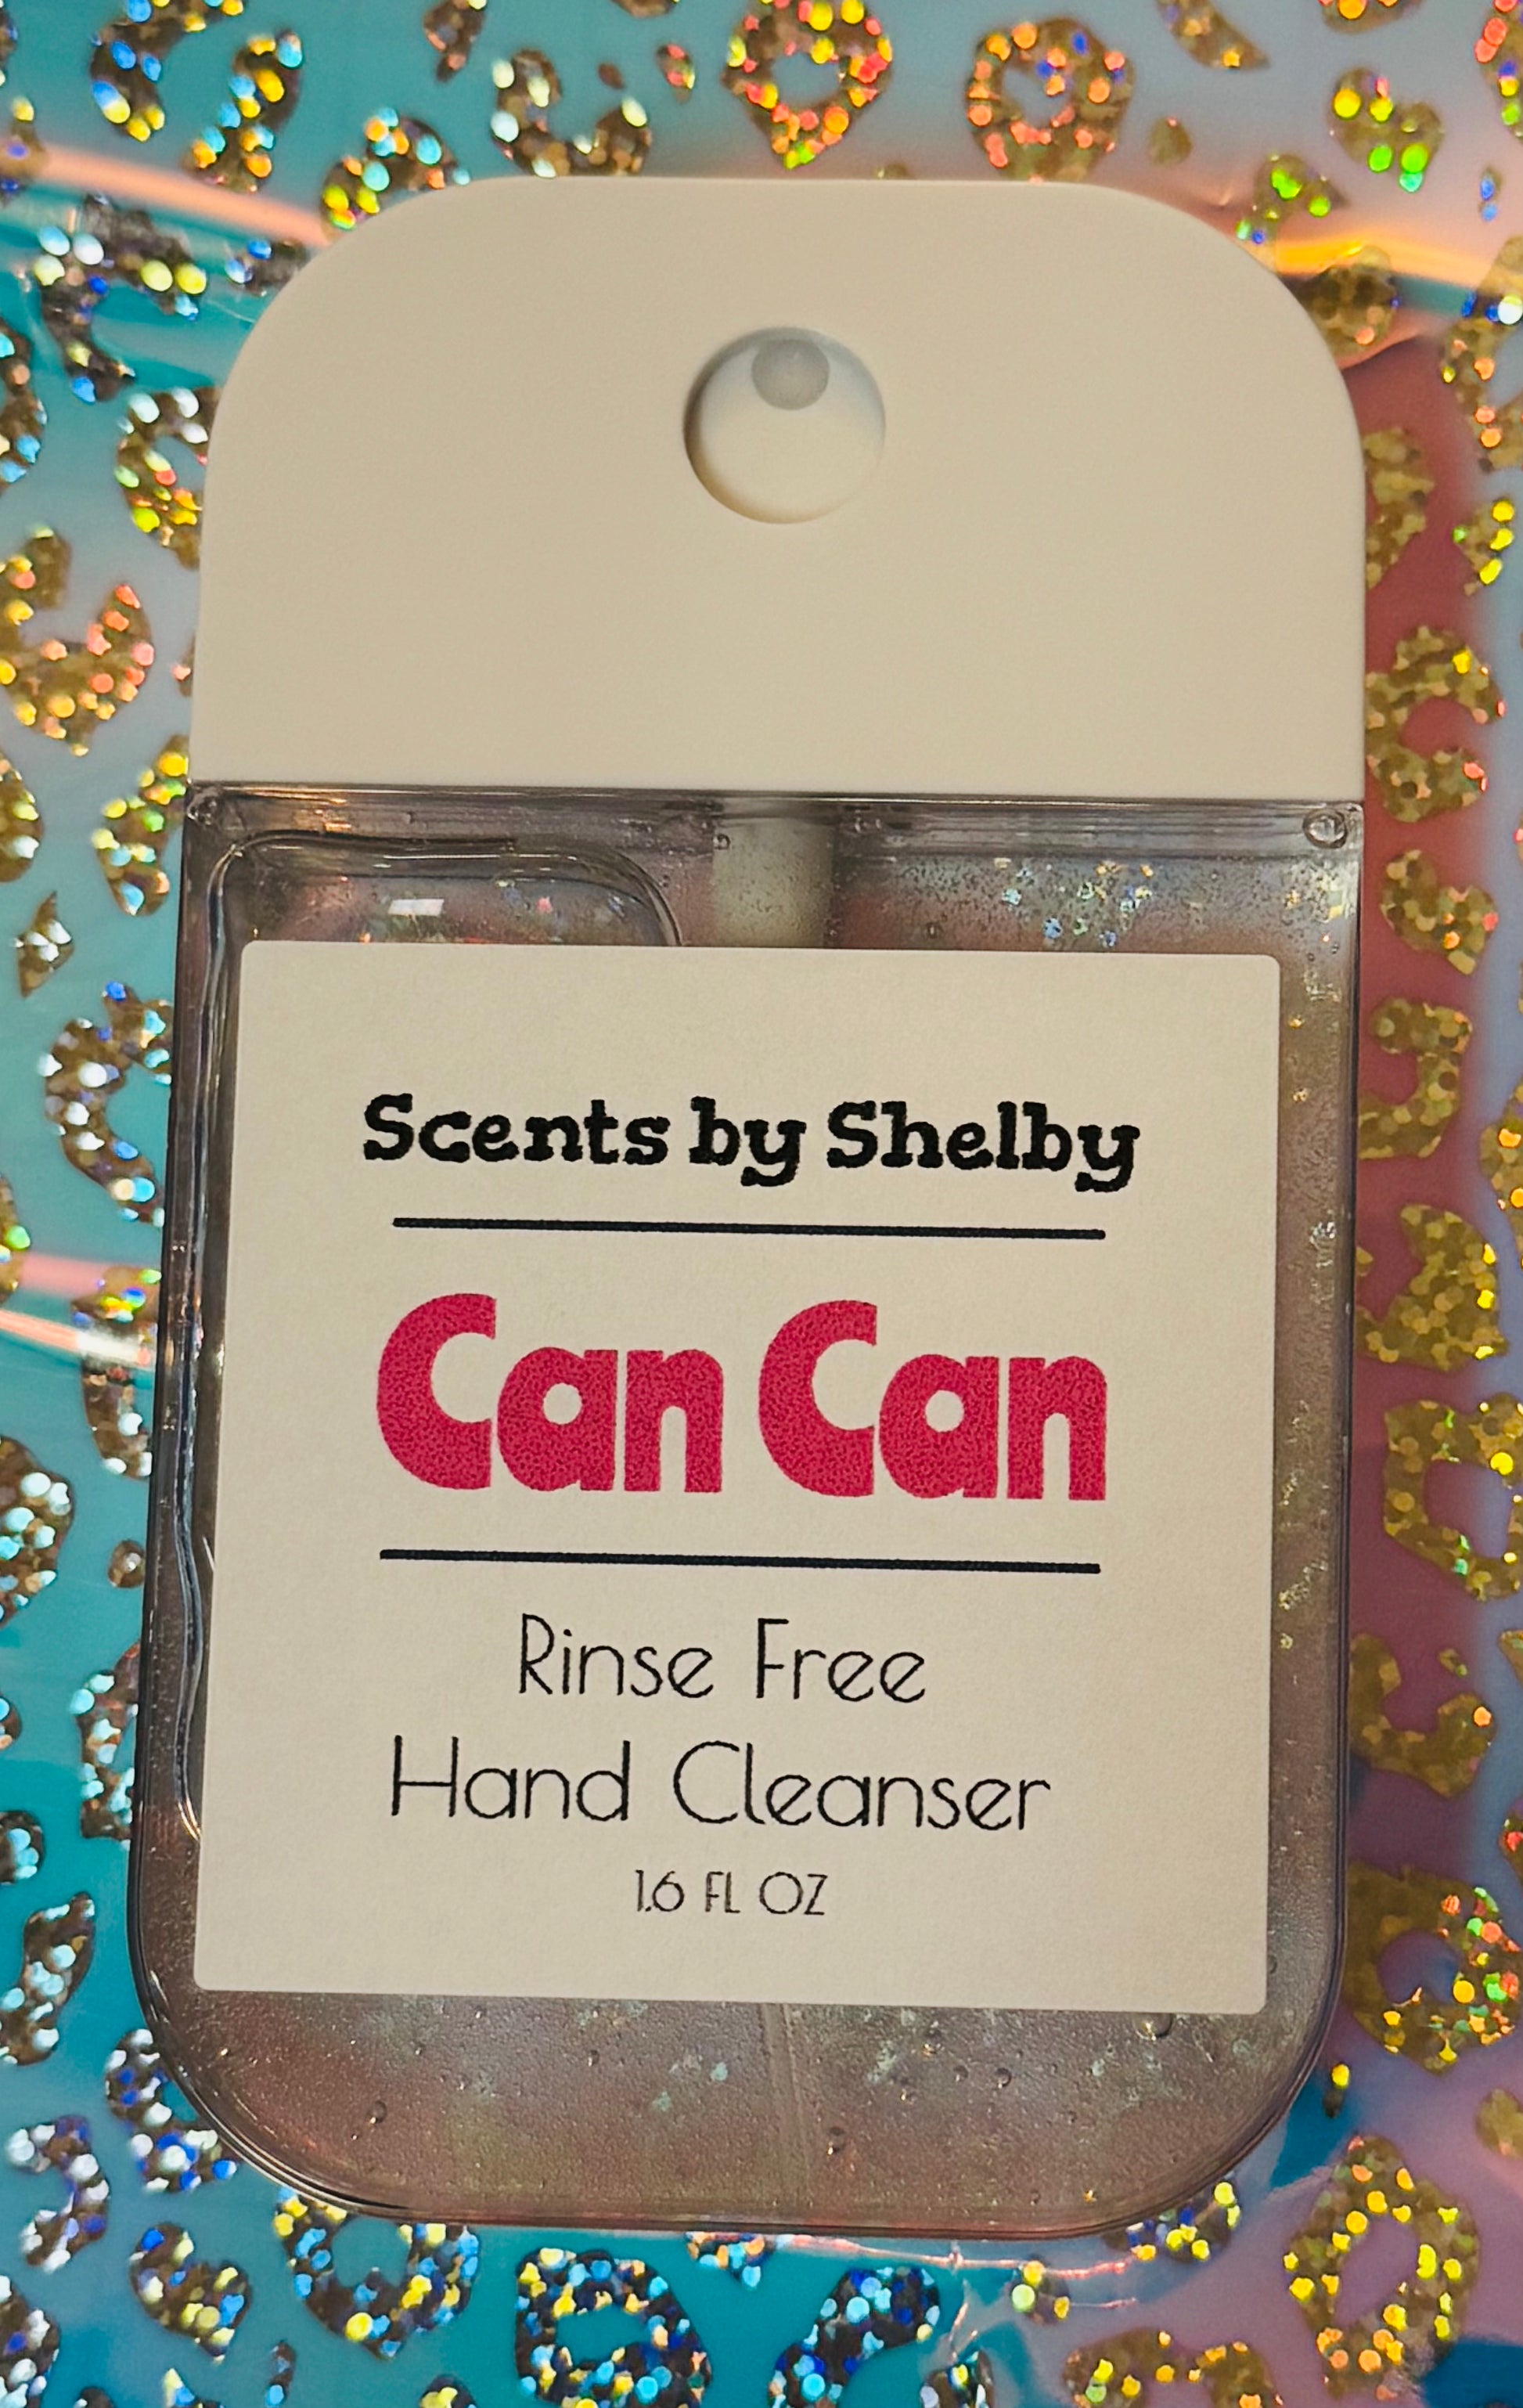 Scents by Shelby
Can Can
Rinse Free
Hand Cleanser
1.6 FL OZ